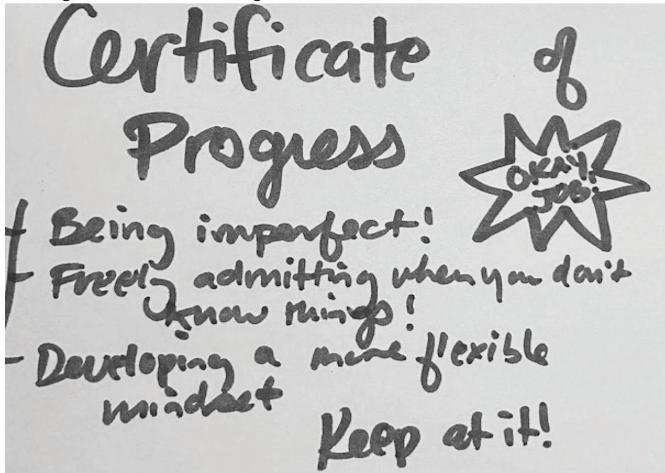 Certificate of
Progress
OKAY
JOB!
- Being imperfect!
- Freely admitting when you don't
know things!
- Developing a more flexible
mindset
Keep at it!